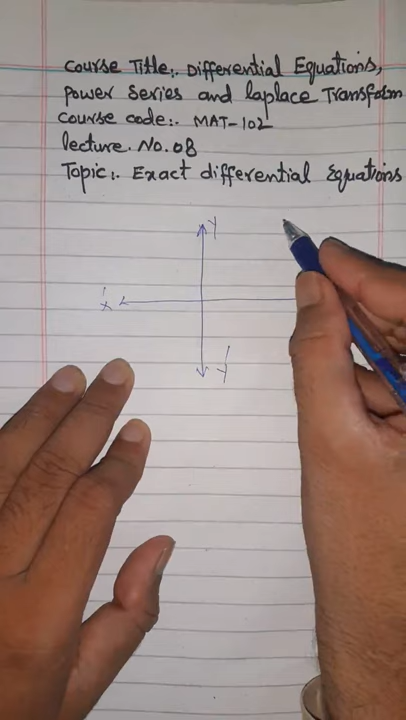 Course Title:. Differential Equations,
Power Series and Laplace Transform
Course code:. MAT-102
lecture. No. 08
Topic:. Exact differential Equations
Y
X'
Y'